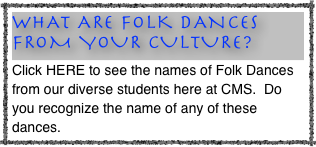 WHAT ARE FOLK DANCES
FROM YOUR CULTURE?
Click HERE to see the names of Folk Dances
from our diverse students here at CMS.  Do
you recognize the name of any of these
dances.